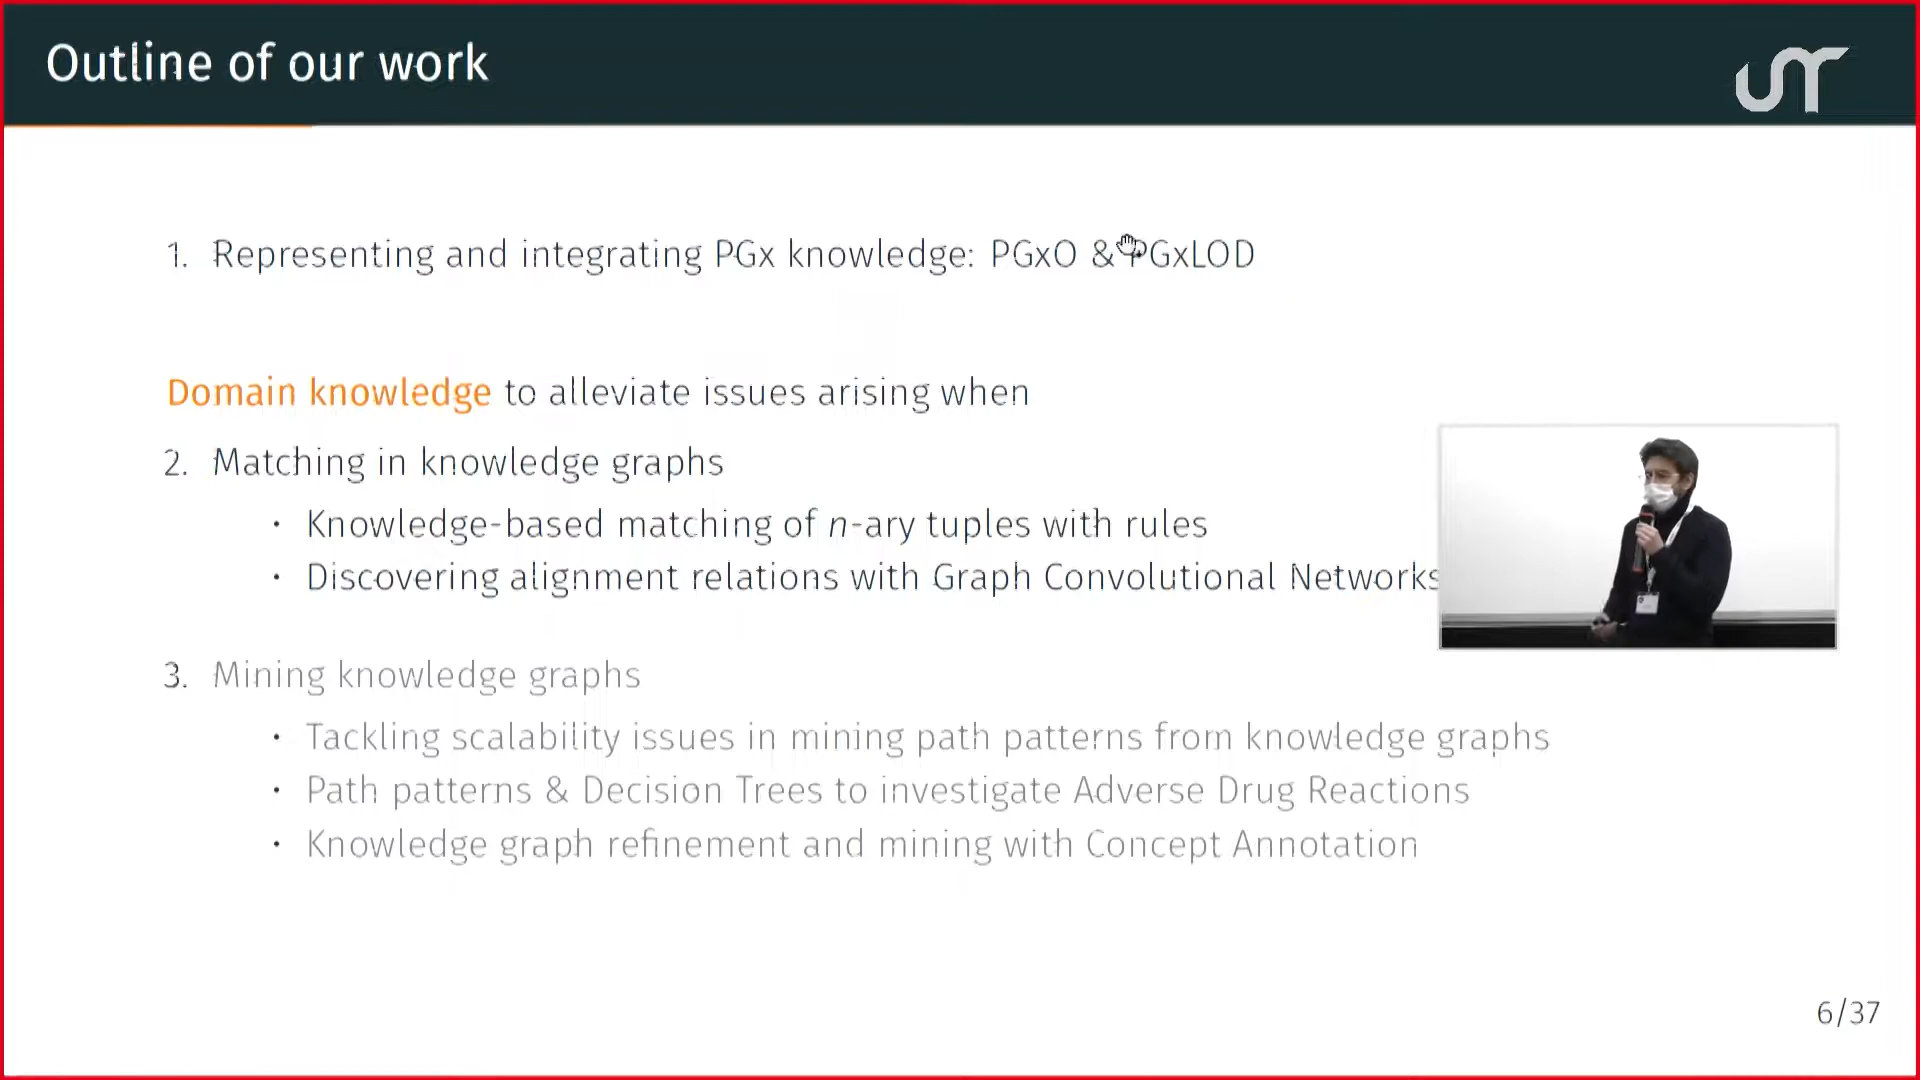 Outline of our work
1. Representing and integrating PGx knowledge: PGxO & PGxLOD
Domain knowledge to alleviate issues arising when
2. Matching in knowledge graphs
· Knowledge-based matching of n-ary tuples with rules
· Discovering alignment relations with Graph Convolutional Networks
3. Mining knowledge graphs
· Tackling scalability issues in mining path patterns from knowledge graphs
· Path patterns & Decision Trees to investigate Adverse Drug Reactions
· Knowledge graph refinement and mining with Concept Annotation
6/37